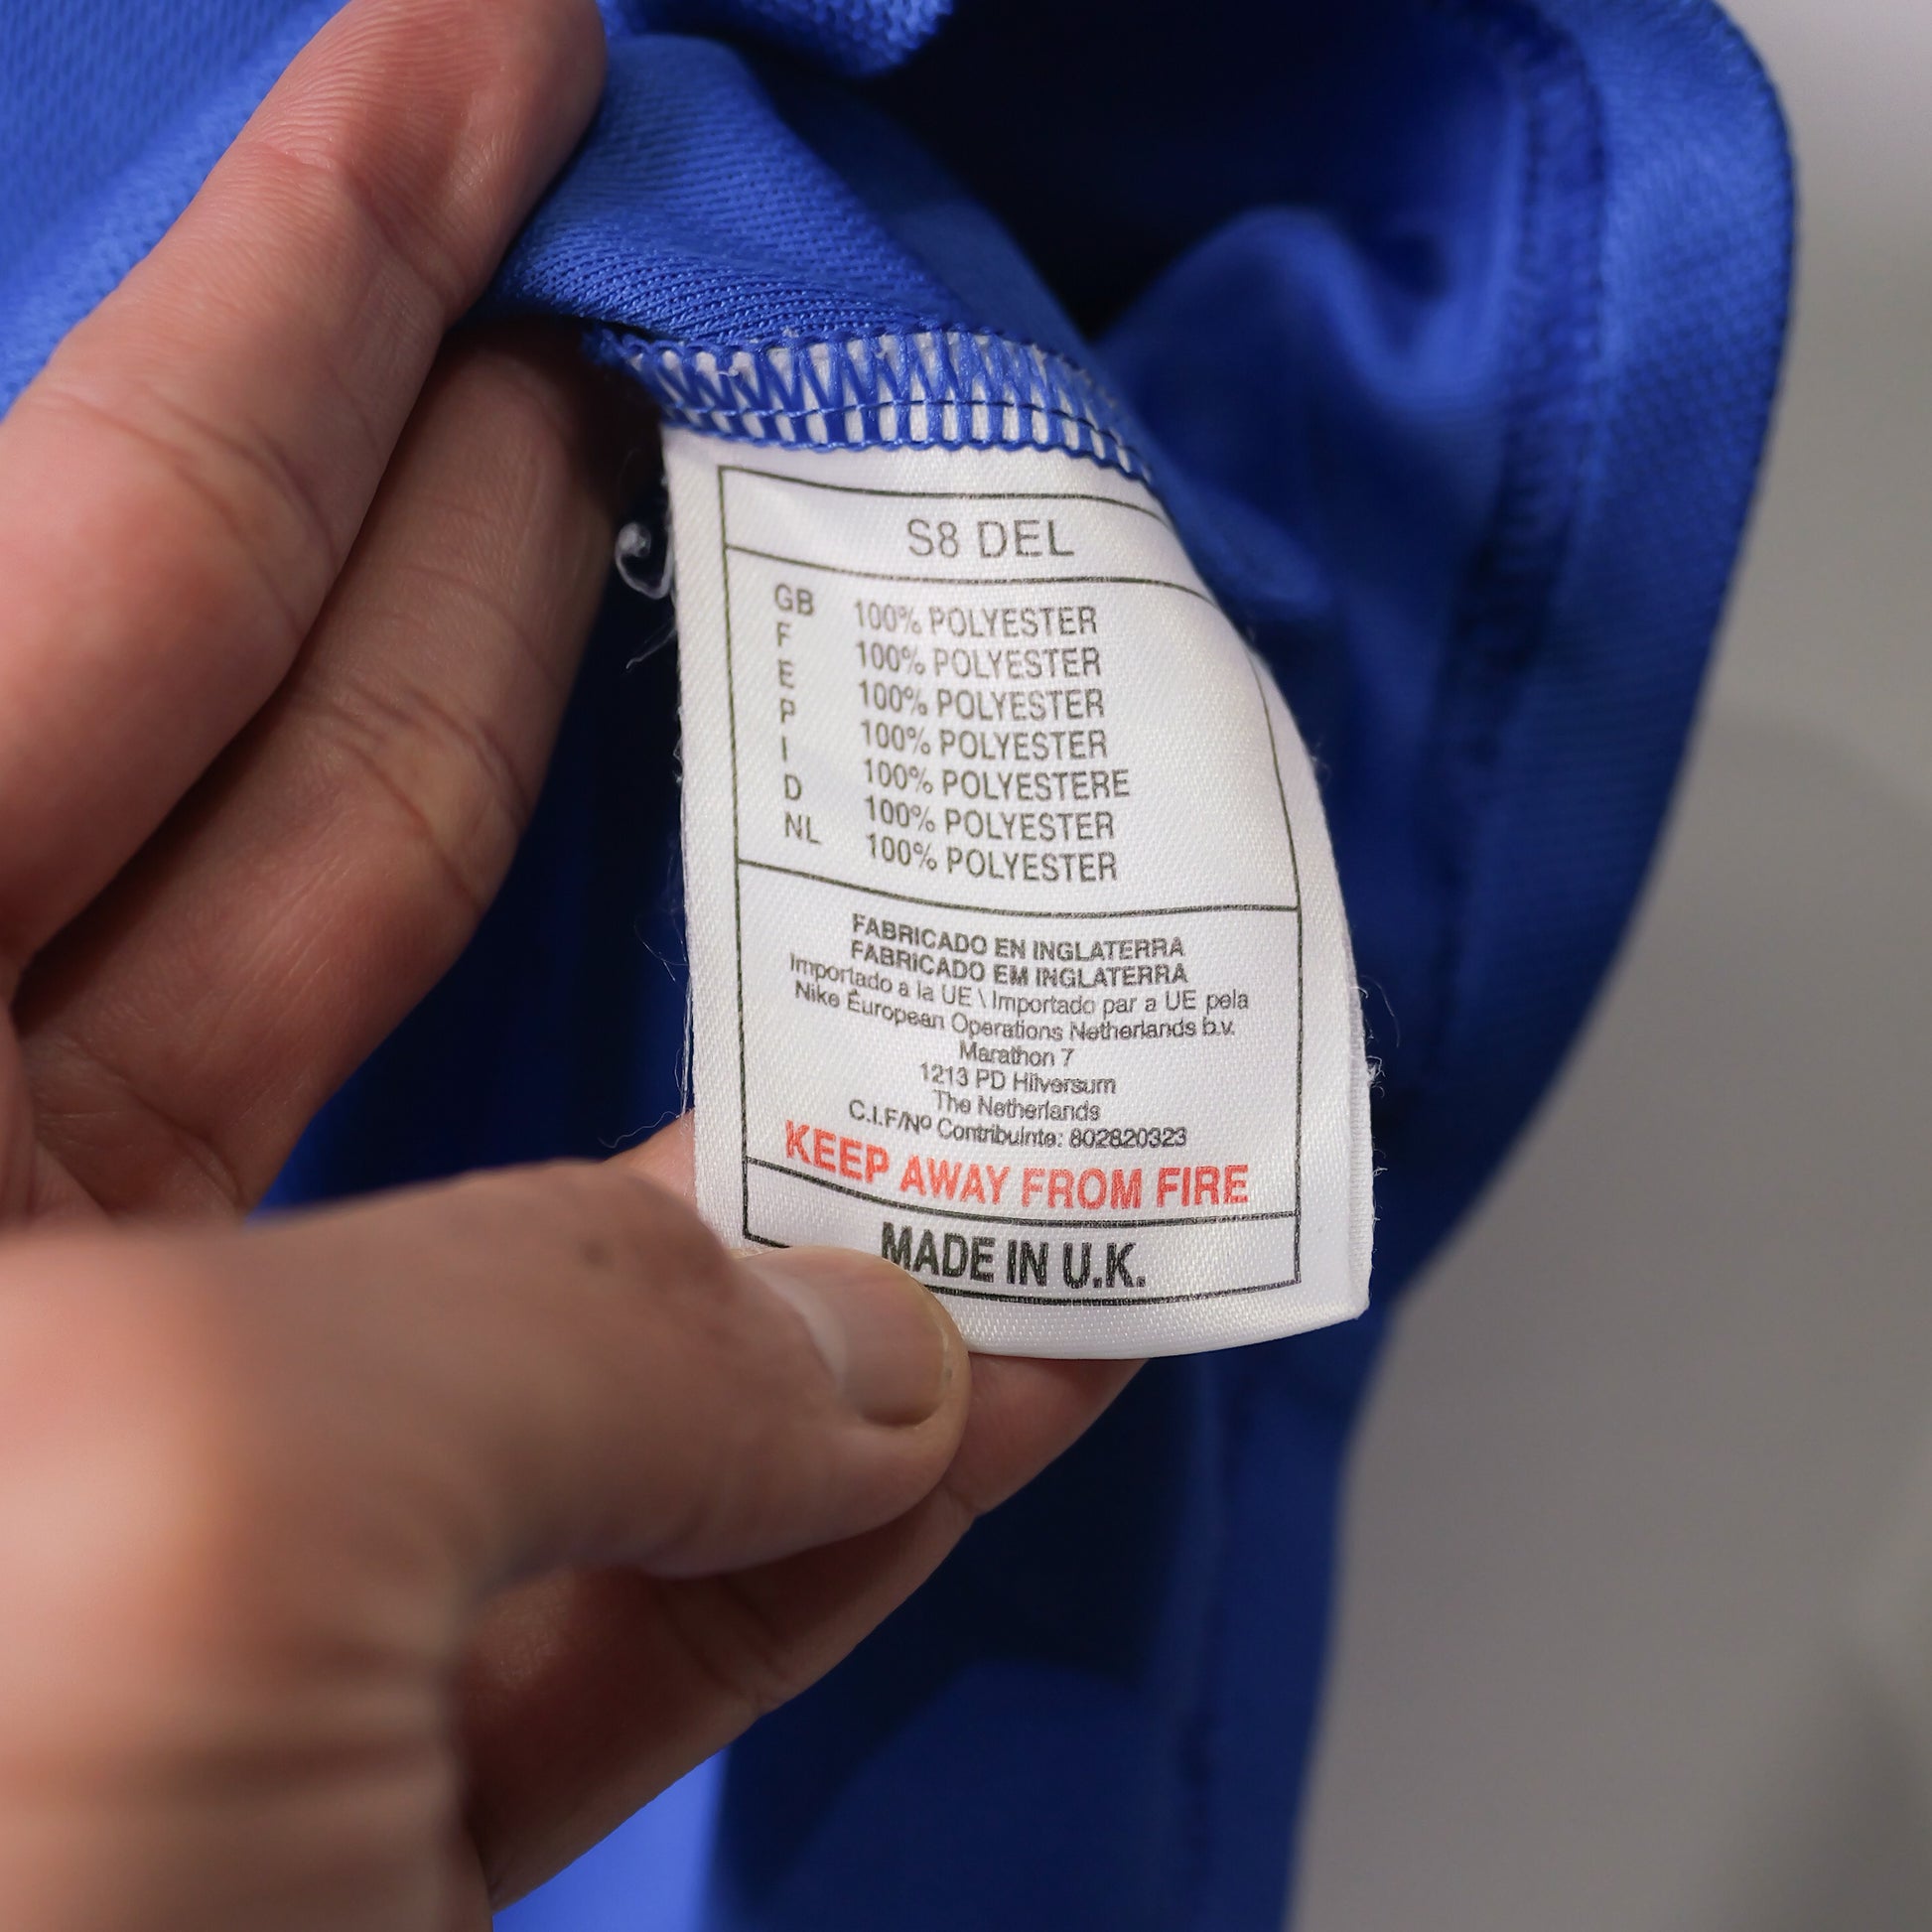 S8 DEL
GB 100% POLYESTER
F 100% POLYESTER
E 100% POLYESTER
P 100% POLYESTER
I 100% POLYESTERE
D 100% POLYESTER
NL 100% POLYESTER
FABRICADO EN INGLATERRA
FABRICADO EM INGLATERRA
Importado a la UE \ Importado par a UE pela
Nike European Operations Netherlands b.v.
Marathon 7
1213 PD Hilversum
The Netherlands
C.I.F/Nº Contribuinte: 802820323
KEEP AWAY FROM FIRE
MADE IN U.K.